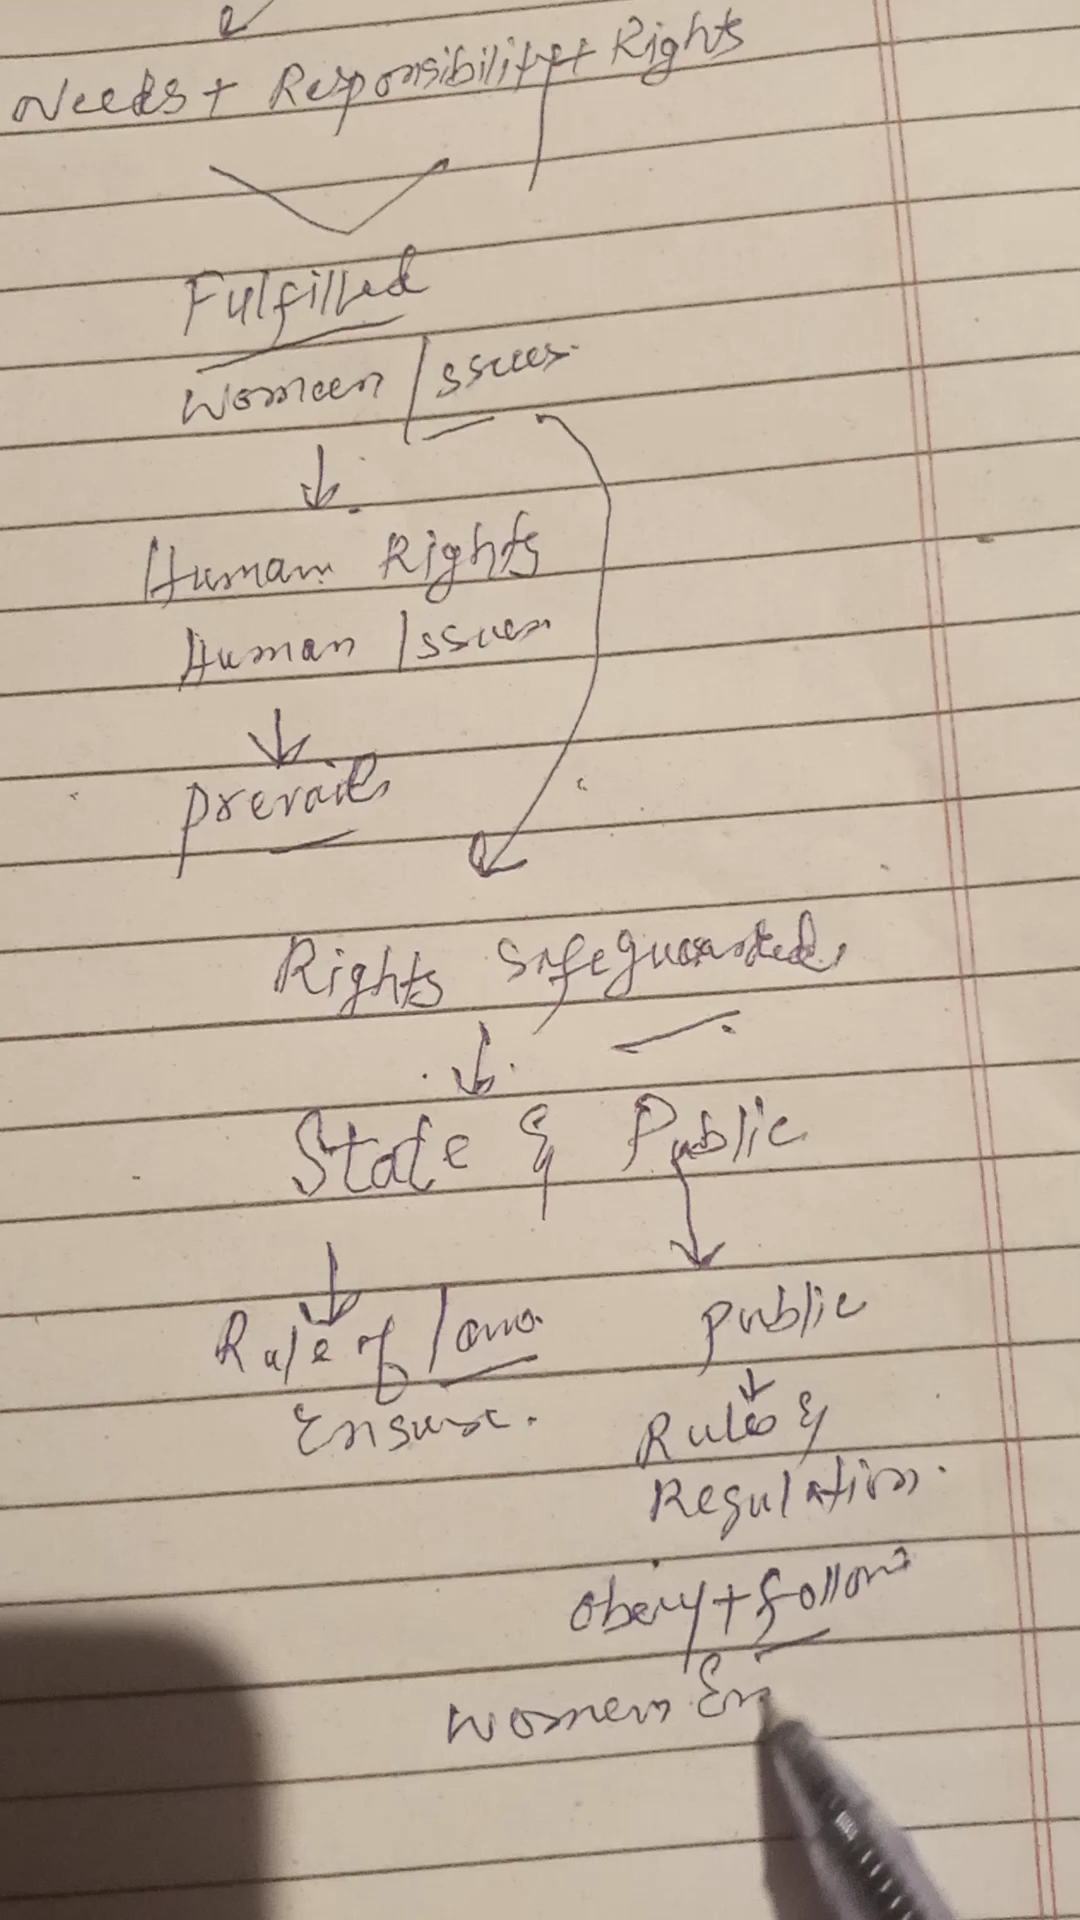 Needs + Responsibility + Rights
Fulfilled
Women Issues.
Human Rights
Human Issues
Prevails
Rights Safeguarded
State & Public
Rule of law. Public
Ensure. Rules &
Regulation.
Obey + follow
Women En